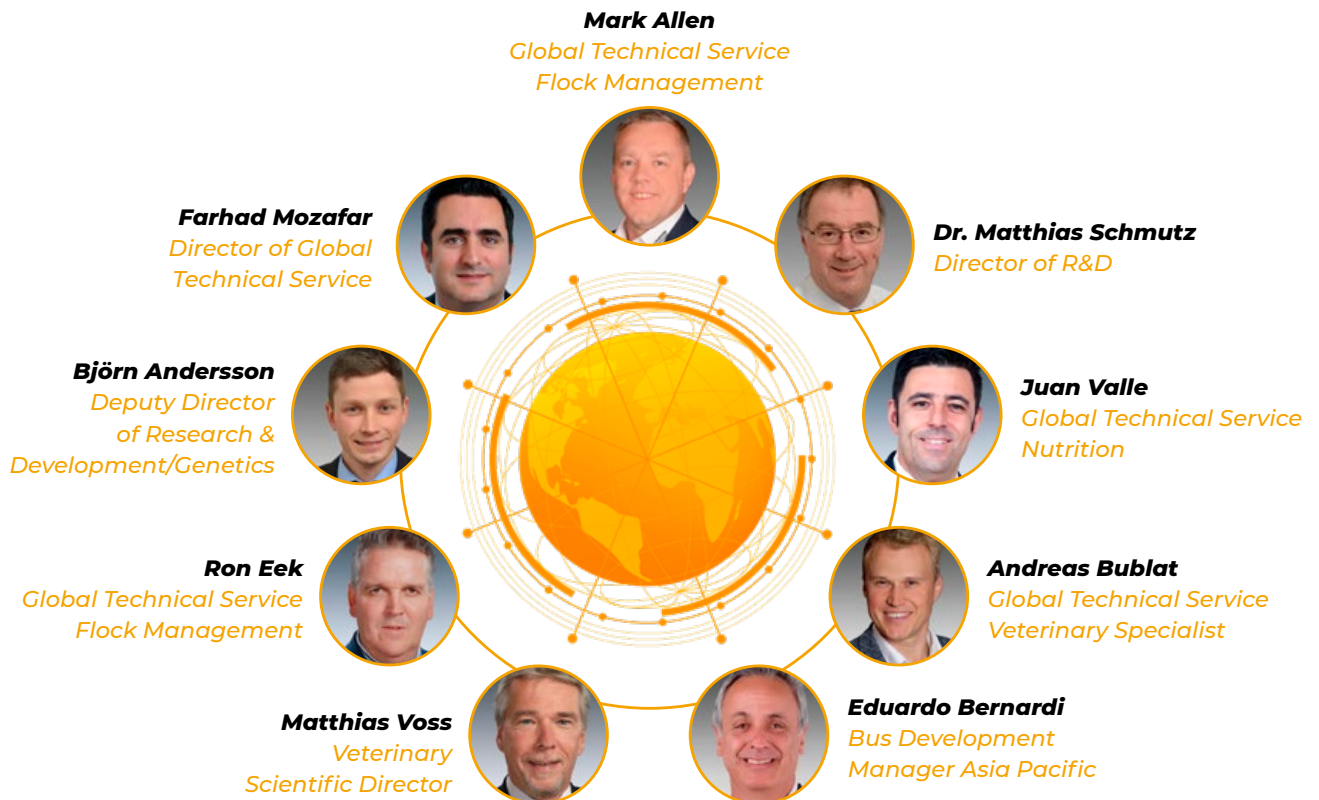 Mark Allen
Global Technical Service
Flock Management
Farhad Mozafar
Director of Global
Technical Service
Dr. Matthias Schmutz
Director of R&D
Björn Andersson
Deputy Director
of Research &
Development/Genetics
Juan Valle
Global Technical Service
Nutrition
Ron Eek
Global Technical Service
Flock Management
Andreas Bublat
Global Technical Service
Veterinary Specialist
Matthias Voss
Veterinary
Scientific Director
Eduardo Bernardi
Bus Development
Manager Asia Pacific